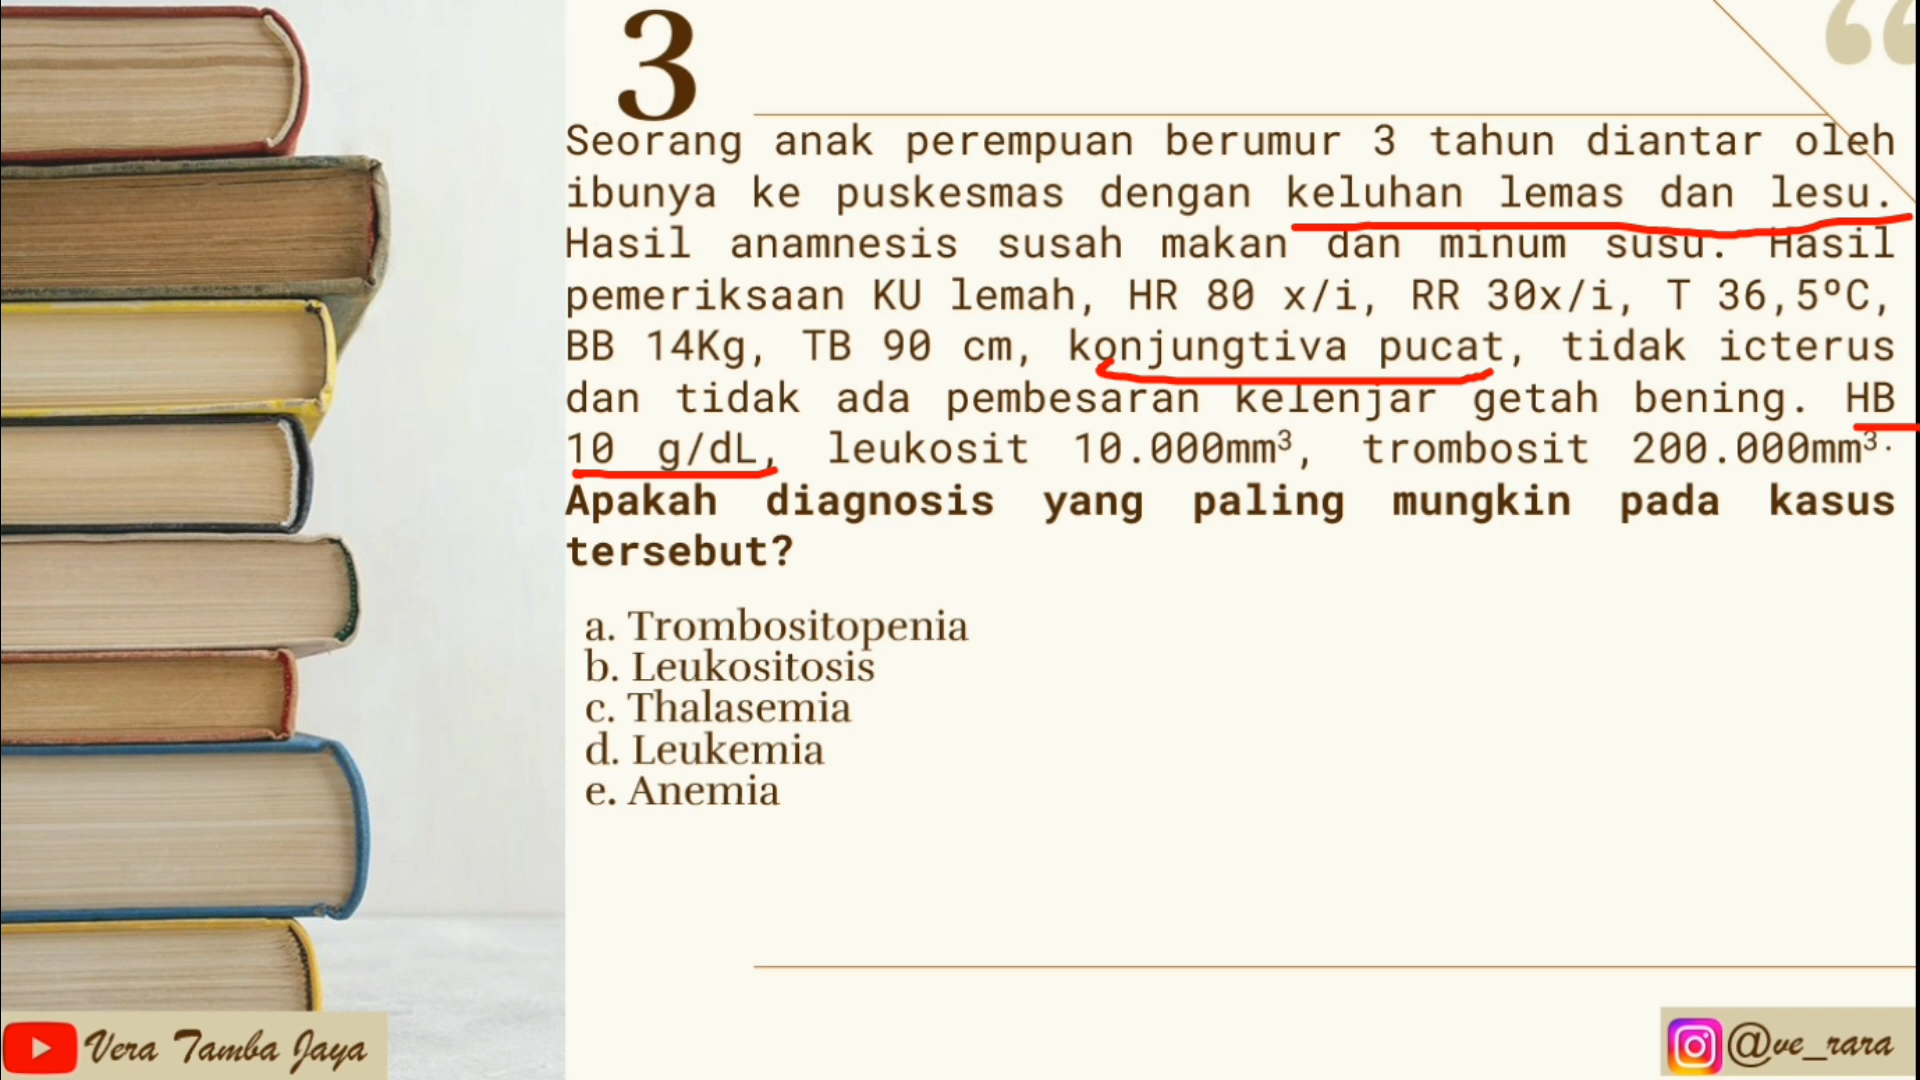 3
“
Seorang anak perempuan berumur 3 tahun diantar oleh
ibunya ke puskesmas dengan keluhan lemas dan lesu.
Hasil anamnesis susah makan dan minum susu. Hasil
pemeriksaan KU lemah, HR 80 x/i, RR 30x/i, T 36,5ºC,
BB 14Kg, TB 90 cm, konjungtiva pucat, tidak icterus
dan tidak ada pembesaran kelenjar getah bening. HB
10 g/dL, leukosit 10.000mm³, trombosit 200.000mm³.
Apakah diagnosis yang paling mungkin pada kasus
tersebut?
a. Trombositopenia
b. Leukositosis
c. Thalasemia
d. Leukemia
e. Anemia
Vera Tamba Jaya
@ve_rara